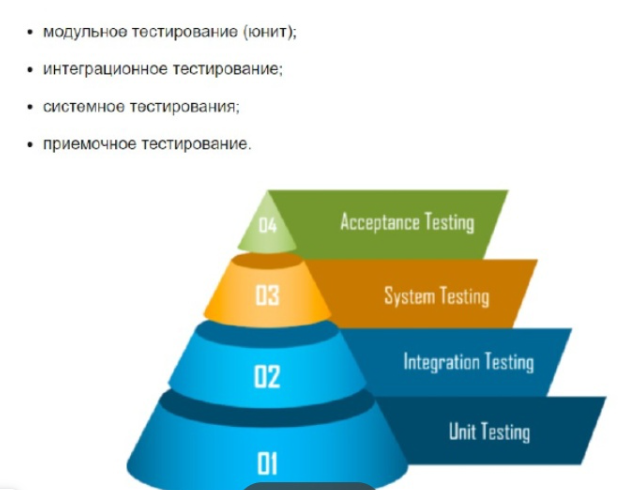 • модульное тестирование (юнит);
• интеграционное тестирование;
• системное тестирования;
• приемочное тестирование.
04 Acceptance Testing
03 System Testing
02 Integration Testing
01 Unit Testing